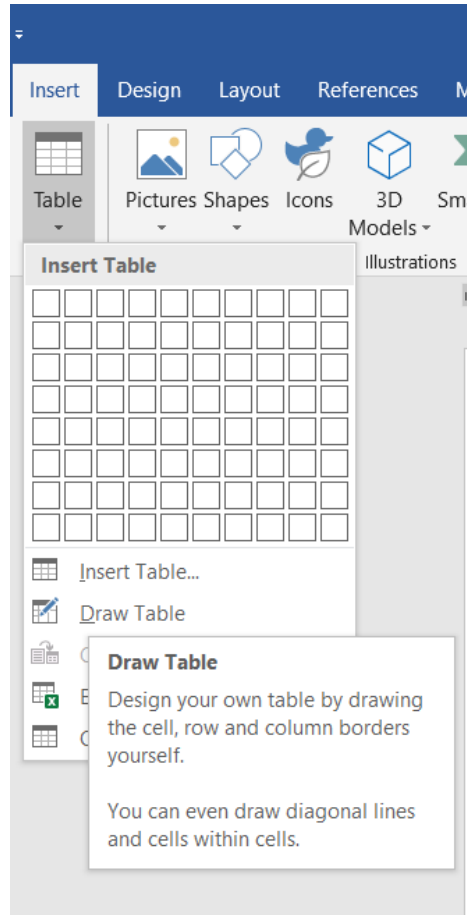 Insert Design Layout References M
Table Pictures Shapes Icons 3D Models Sm
Illustrations
Insert Table
Insert Table...
Draw Table
Draw Table
Design your own table by drawing
the cell, row and column borders
yourself.
You can even draw diagonal lines
and cells within cells.